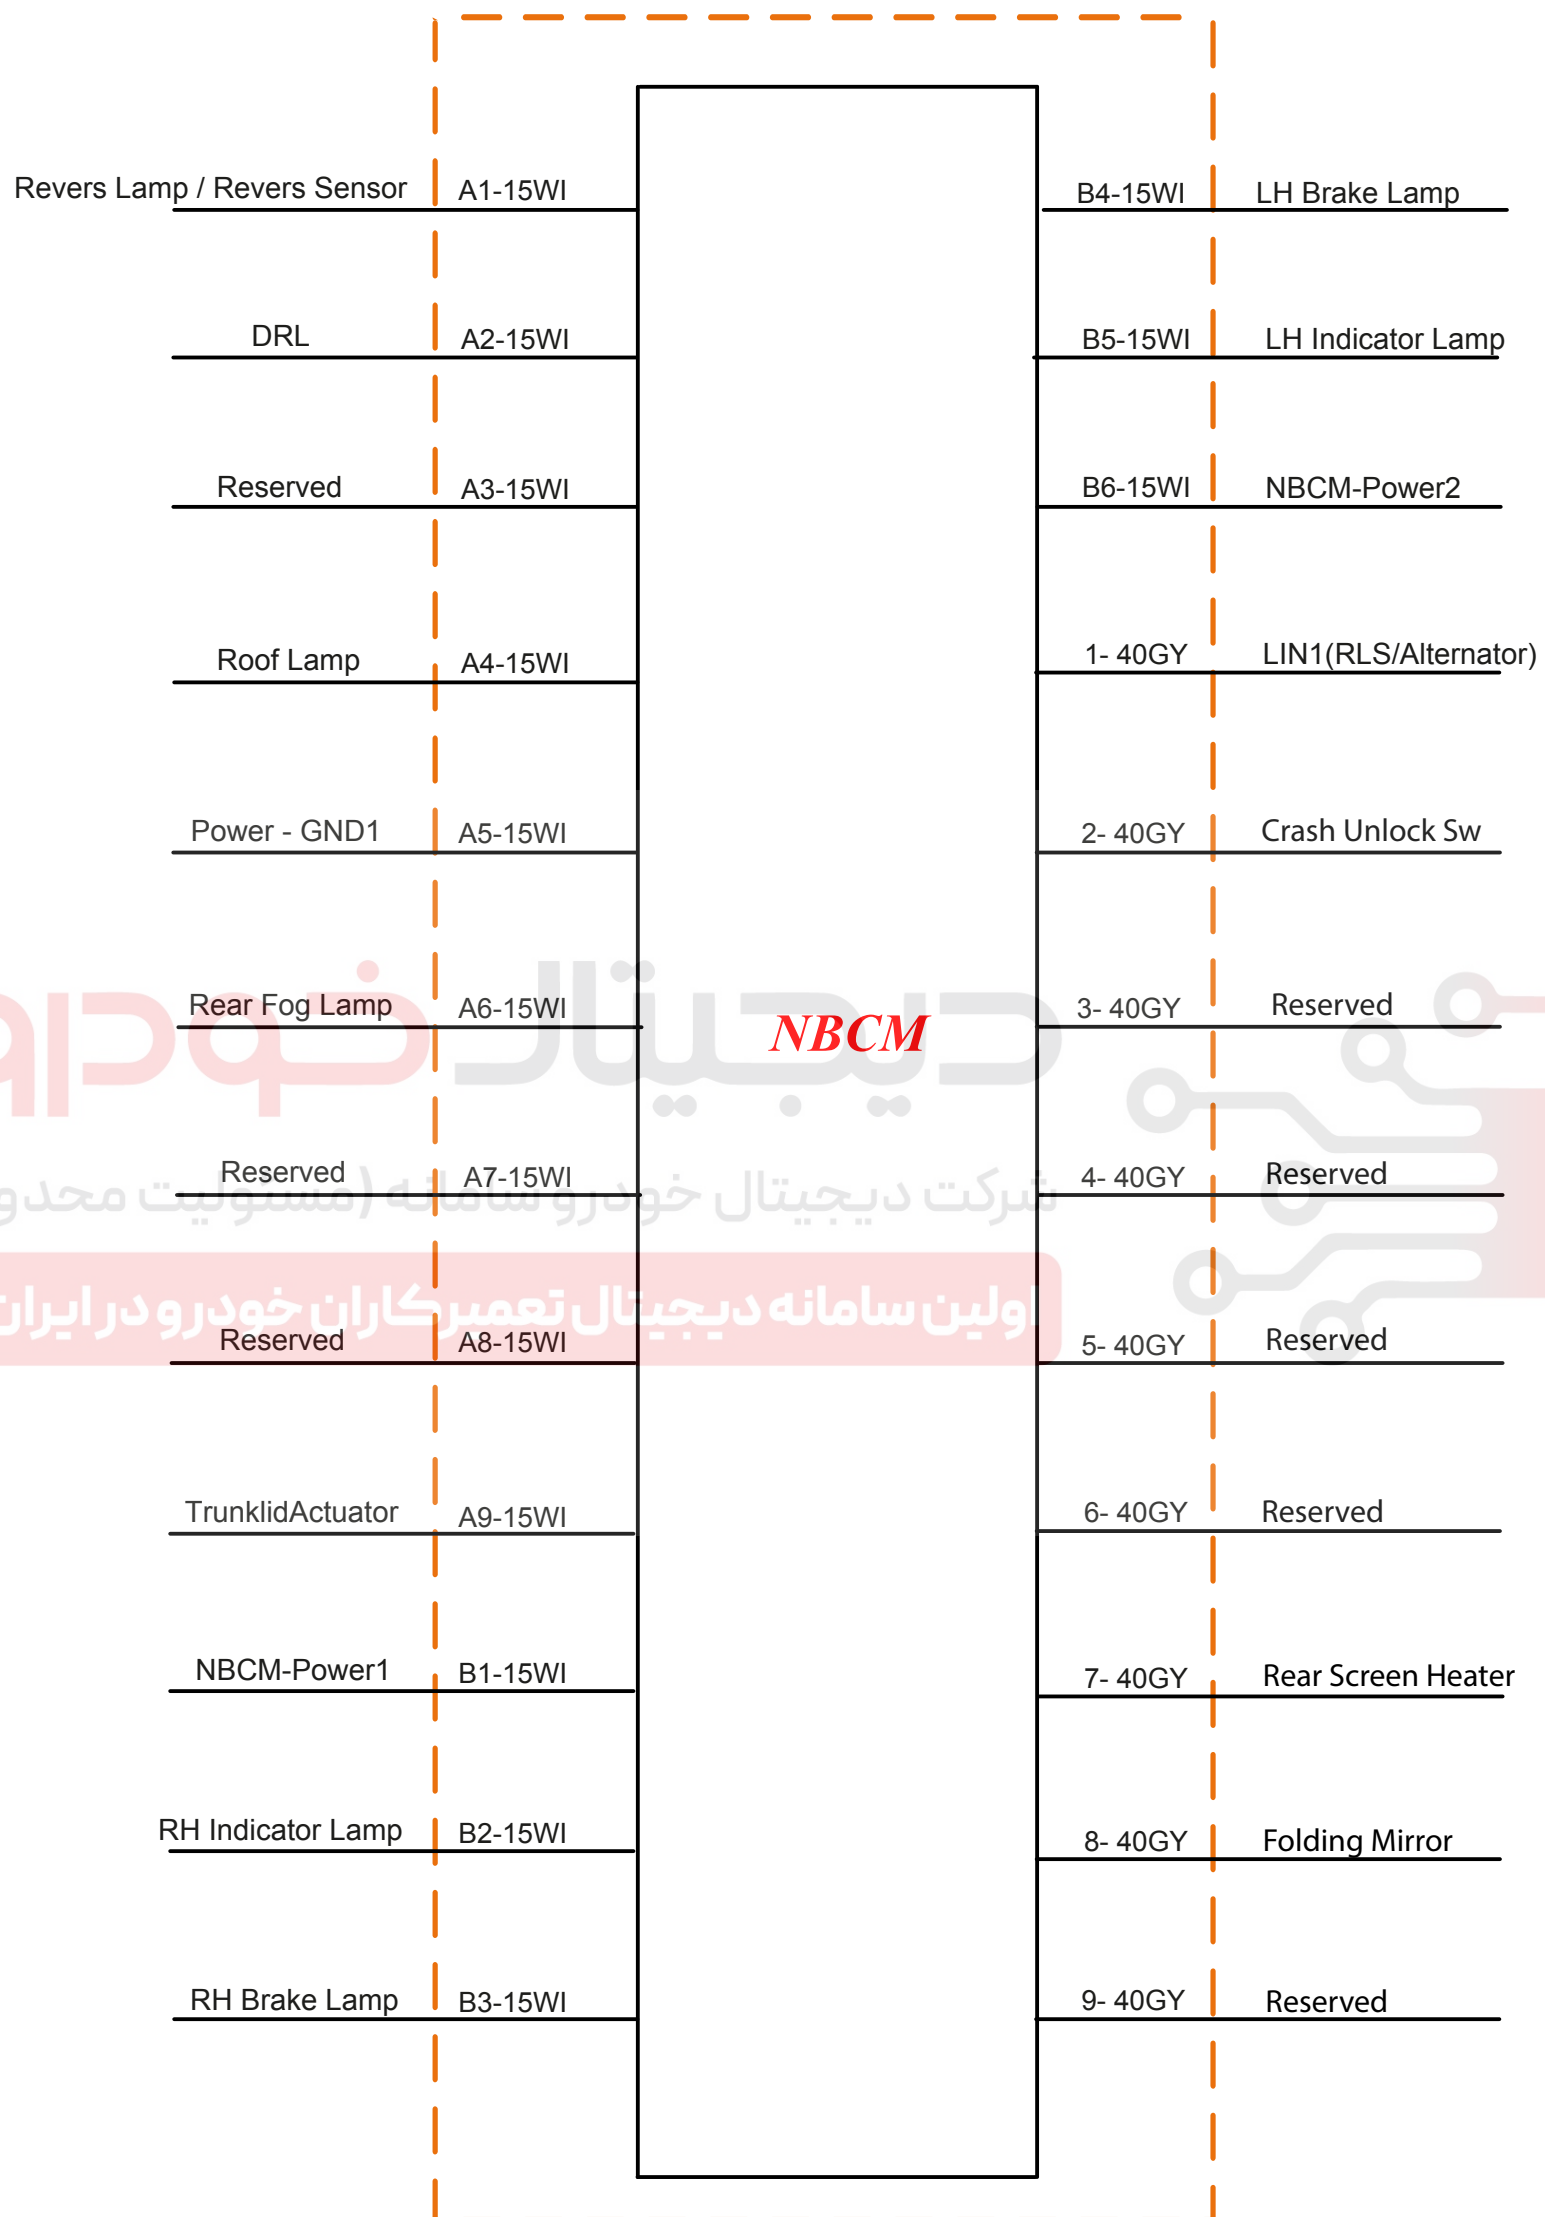 Revers Lamp / Revers Sensor A1-15WI B4-15WI LH Brake Lamp
DRL A2-15WI B5-15WI LH Indicator Lamp
Reserved A3-15WI B6-15WI NBCM-Power2
Roof Lamp A4-15WI 1- 40GY LIN1(RLS/Alternator)
Power - GND1 A5-15WI 2- 40GY Crash Unlock Sw
Rear Fog Lamp A6-15WI NBCM 3- 40GY Reserved
دیجیتال خودرو
Reserved A7-15WI 4- 40GY Reserved
شرکت دیجیتال خودرو سامانه (مسئولیت
اولین سامانه دیجیتال تعمیرکاران خودرو در ایران
Reserved A8-15WI 5- 40GY Reserved
TrunklidActuator A9-15WI 6- 40GY Reserved
NBCM-Power1 B1-15WI 7- 40GY Rear Screen Heater
RH Indicator Lamp B2-15WI 8- 40GY Folding Mirror
RH Brake Lamp B3-15WI 9- 40GY Reserved